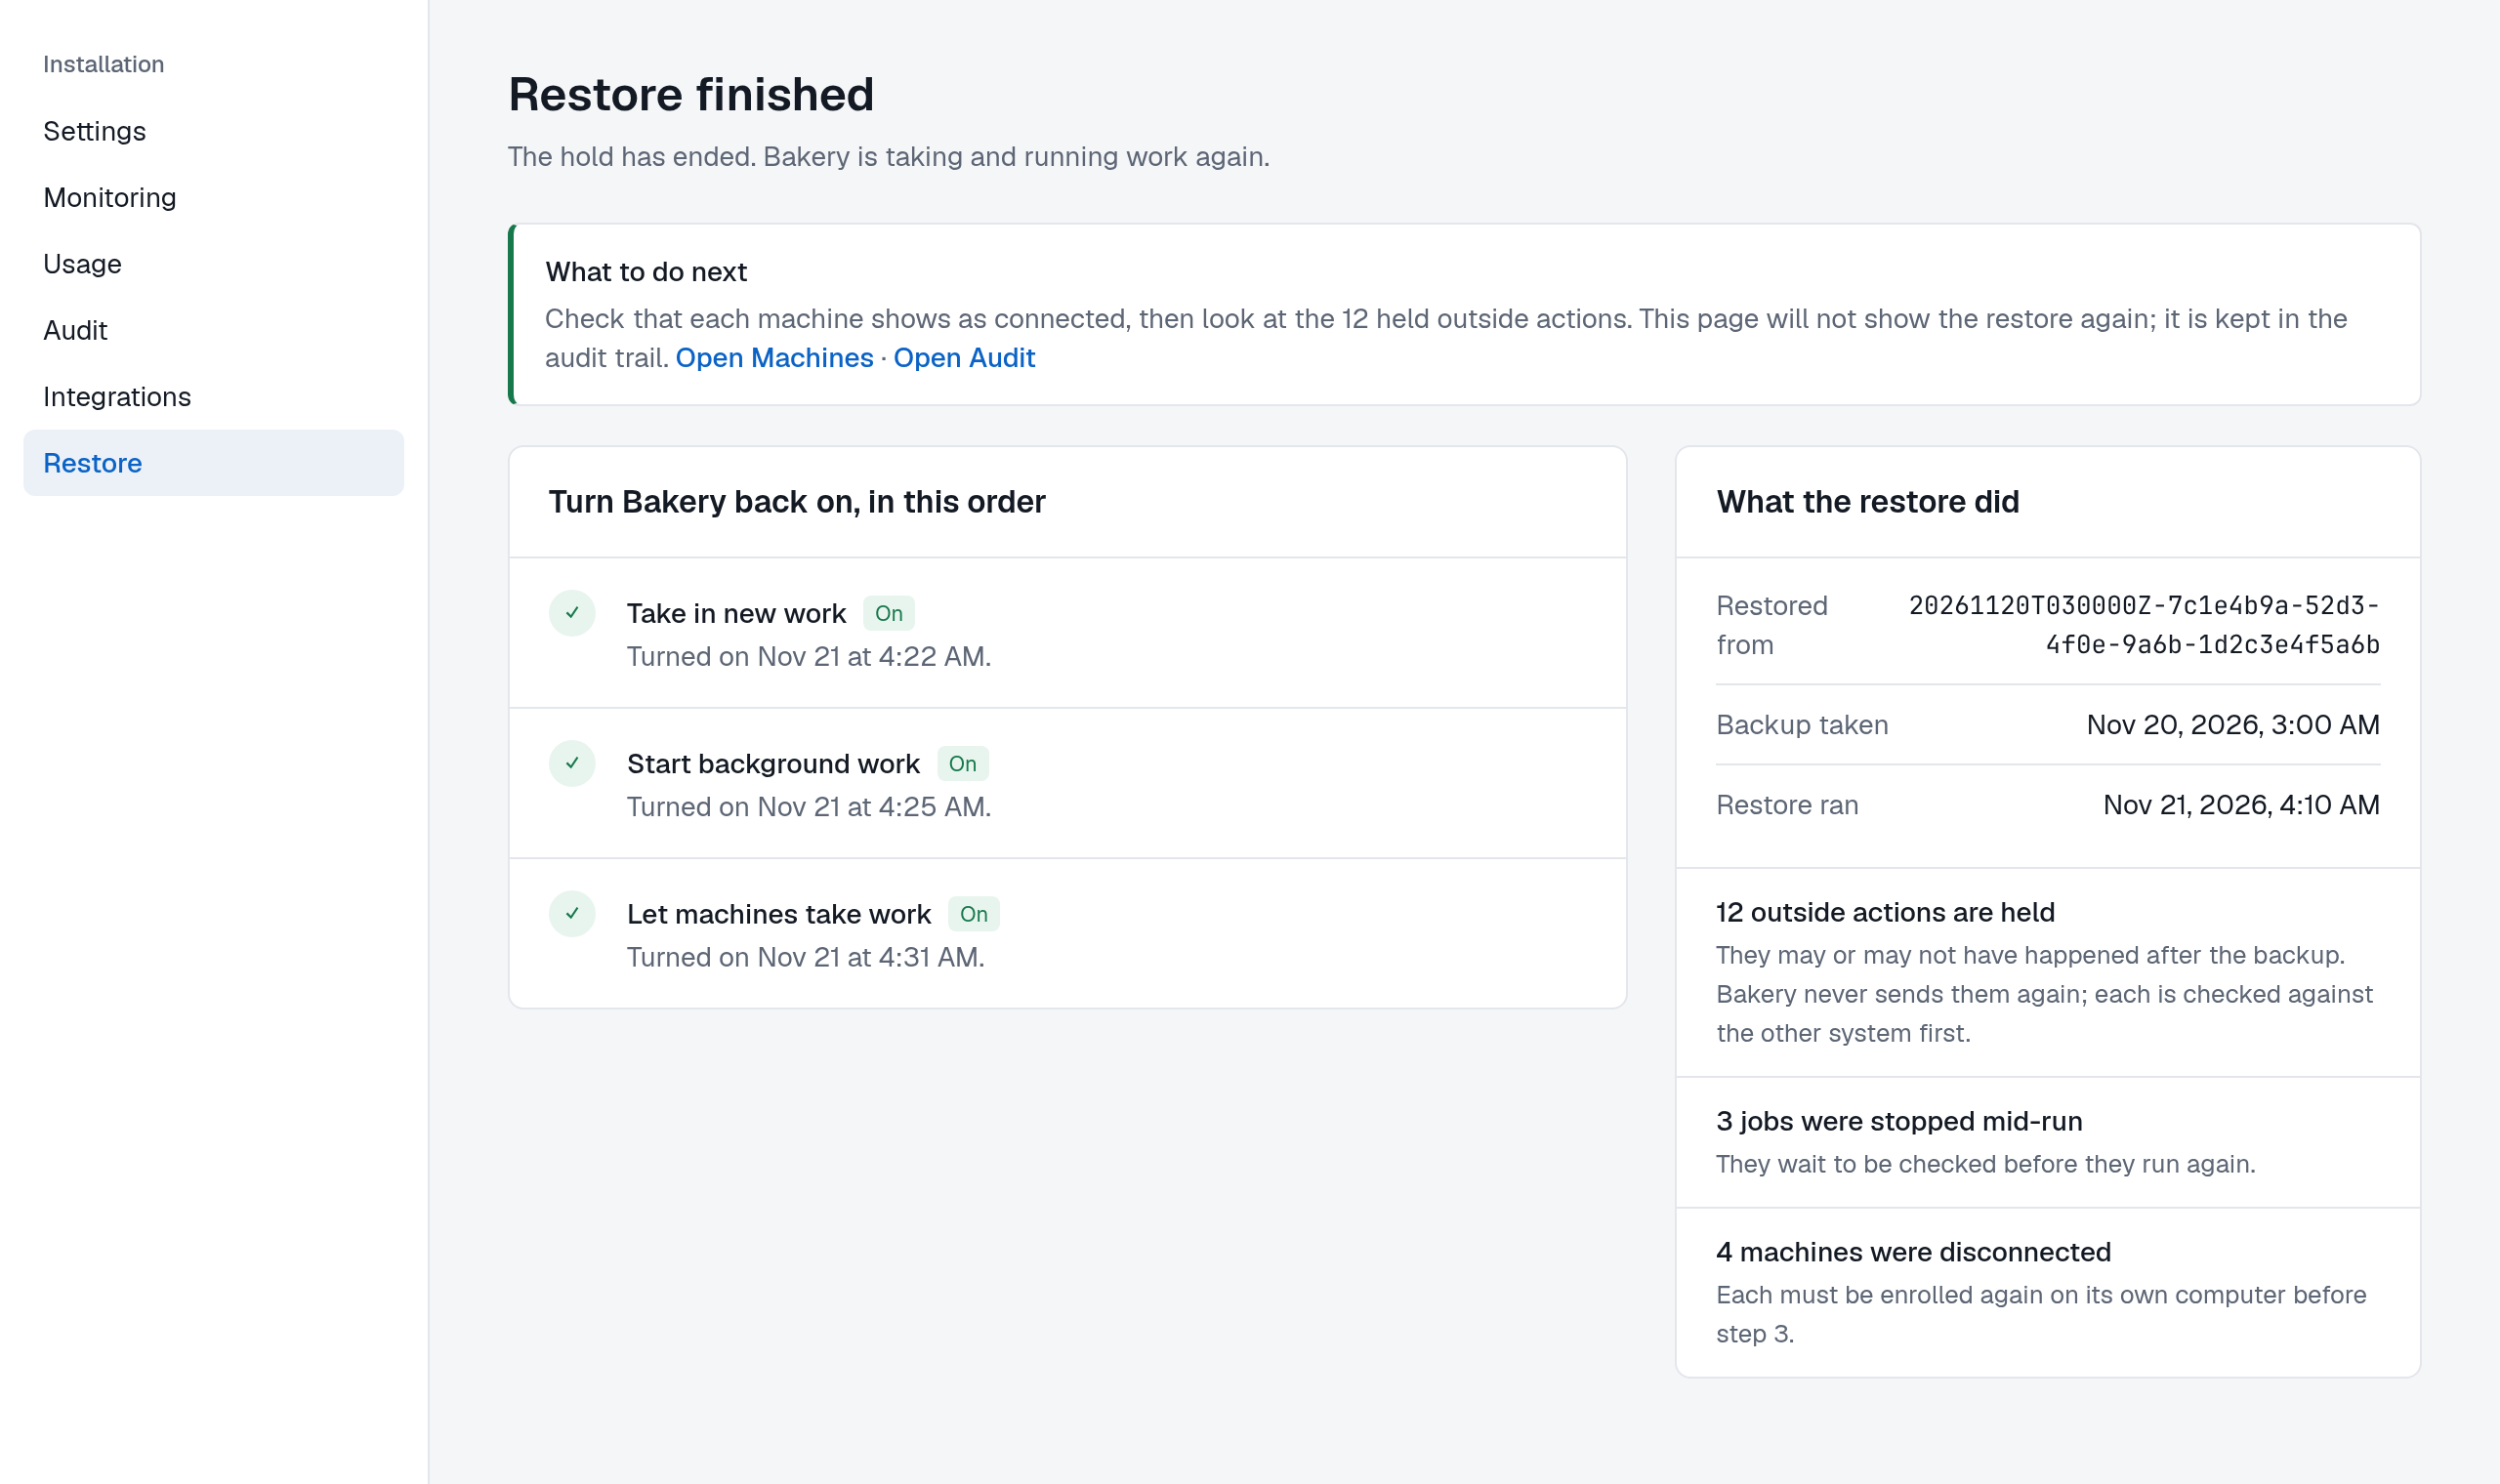 Installation
Settings
Monitoring
Usage
Audit
Integrations
Restore
Restore finished
The hold has ended. Bakery is taking and running work again.
What to do next
Check that each machine shows as connected, then look at the 12 held outside actions. This page will not show the restore again; it is kept in the
audit trail. Open Machines · Open Audit
Turn Bakery back on, in this order
Take in new work On
Turned on Nov 21 at 4:22 AM.
Start background work On
Turned on Nov 21 at 4:25 AM.
Let machines take work On
Turned on Nov 21 at 4:31 AM.
What the restore did
Restored 20261120T030000Z-7c1e4b9a-52d3-
from 4f0e-9a6b-1d2c3e4f5a6b
Backup taken Nov 20, 2026, 3:00 AM
Restore ran Nov 21, 2026, 4:10 AM
12 outside actions are held
They may or may not have happened after the backup.
Bakery never sends them again; each is checked against
the other system first.
3 jobs were stopped mid-run
They wait to be checked before they run again.
4 machines were disconnected
Each must be enrolled again on its own computer before
step 3.